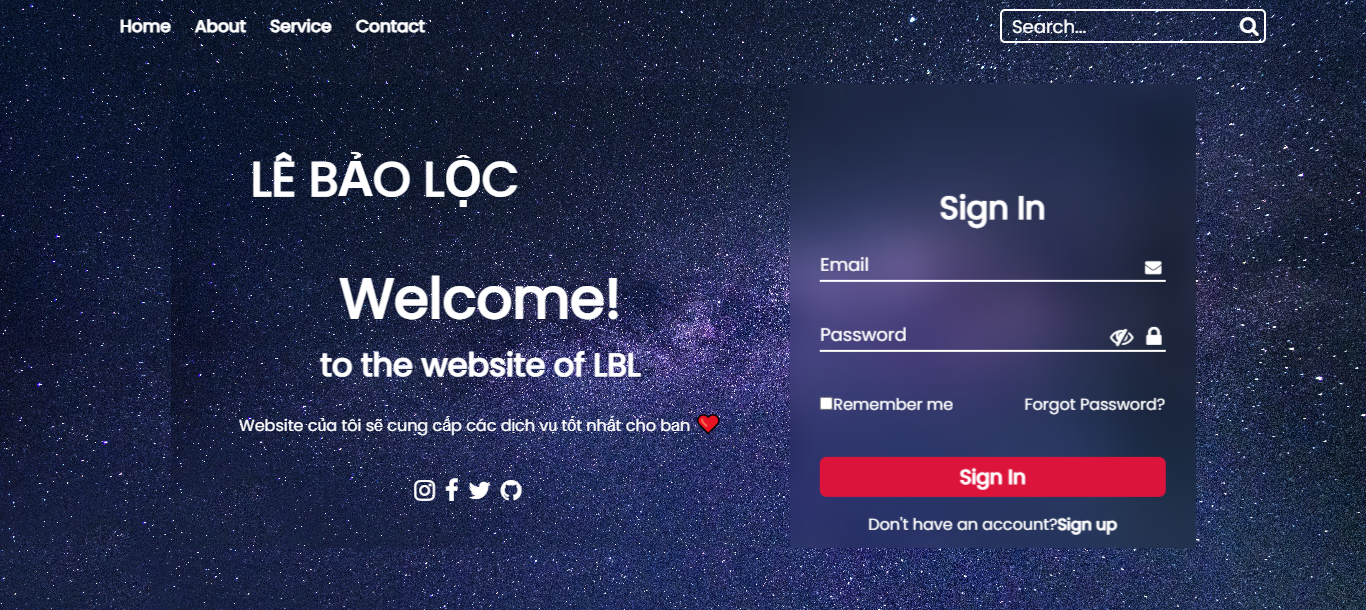 Home About Service Contact
Search...
LÊ BẢO LỘC
Welcome!
to the website of LBL
Website của tôi sẽ cung cấp các dịch vụ tốt nhất cho bạn ❤️
Sign In
Email
Password
Remember me Forgot Password?
Sign In
Don't have an account?Sign up